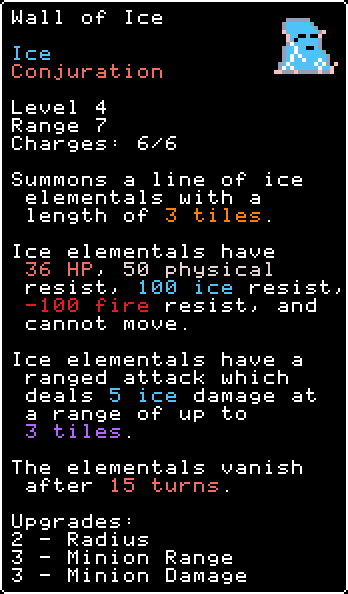 Wall of Ice
Ice
Conjuration
Level 4
Range 7
Charges: 6/6
Summons a line of ice
elementals with a
length of 3 tiles.
Ice elementals have
36 HP, 50 physical
resist, 100 ice resist,
-100 fire resist, and
cannot move.
Ice elementals have a
ranged attack which
deals 5 ice damage at
a range of up to
3 tiles.
The elementals vanish
after 15 turns.
Upgrades:
2 - Radius
3 - Minion Range
3 - Minion Damage